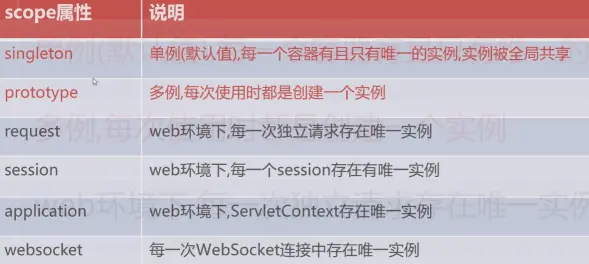 scope属性 说明
singleton 单例(默认值),每一个容器有且只有唯一的实例,实例被全局共享
prototype 多例,每次使用时都是创建一个实例
request web环境下,每一次独立请求存在唯一实例
session web环境下,每一个session存在有唯一实例
application web环境下,ServletContext存在唯一实例
websocket 每一次WebSocket连接中存在唯一实例